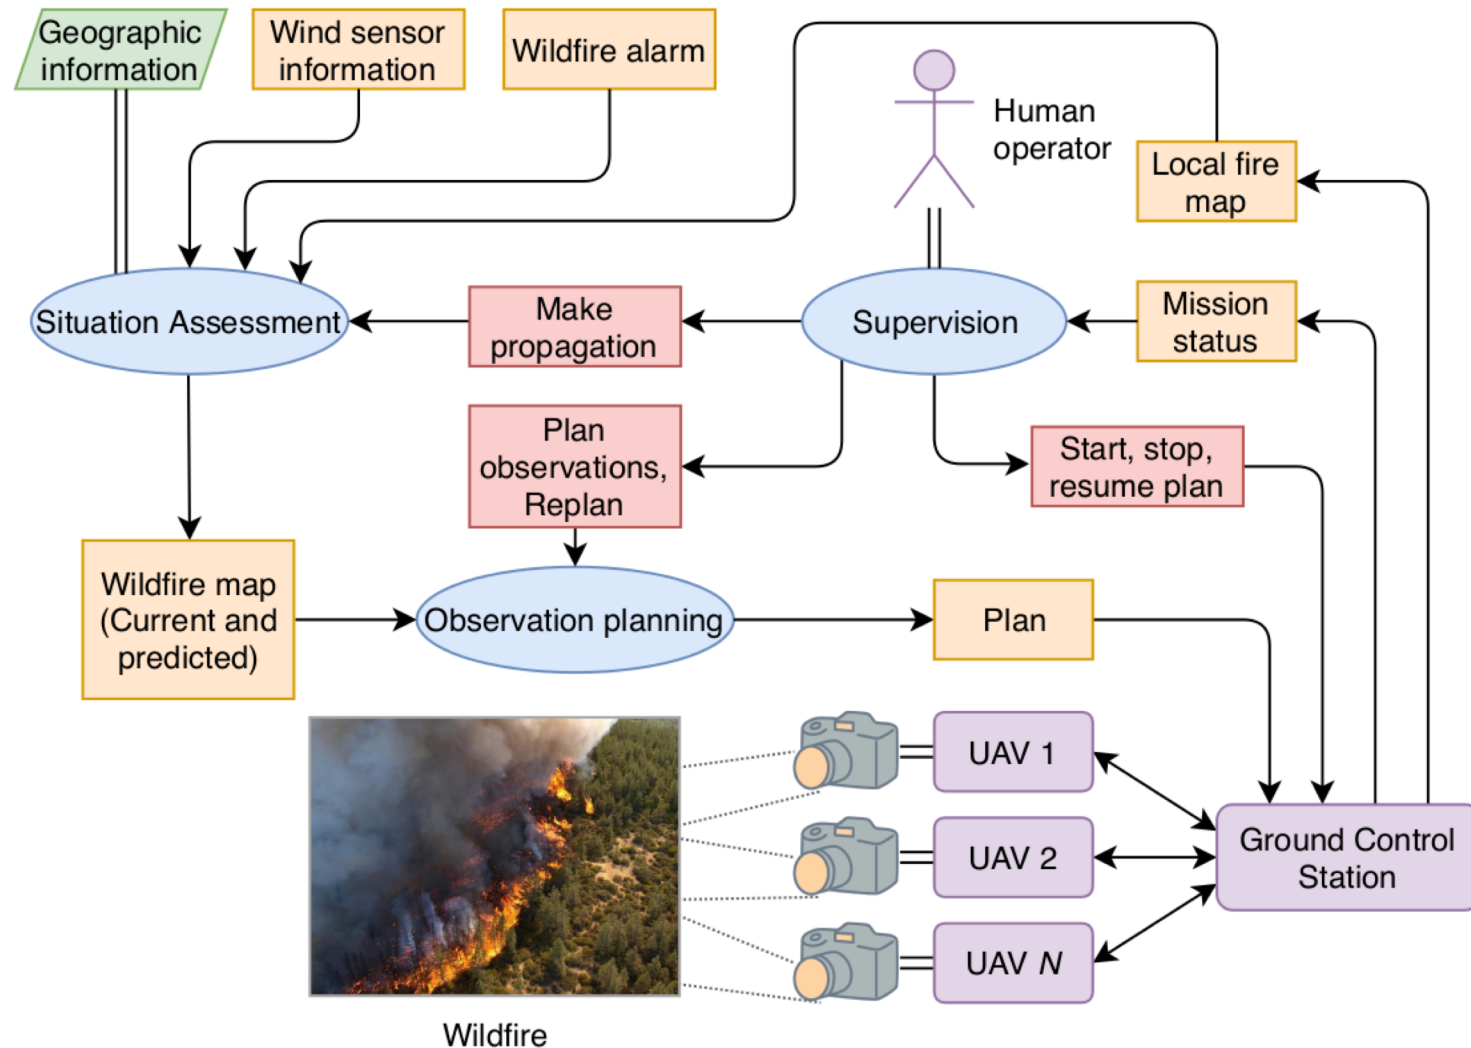 Geographic
information
Wind sensor
information
Wildfire alarm
Human
operator
Local fire
map
Situation Assessment
Make
propagation
Supervision
Mission
status
Plan
observations,
Replan
Start, stop,
resume plan
Wildfire map
(Current and
predicted)
Observation planning
Plan
UAV 1
UAV 2
UAV N
Ground Control
Station
Wildfire